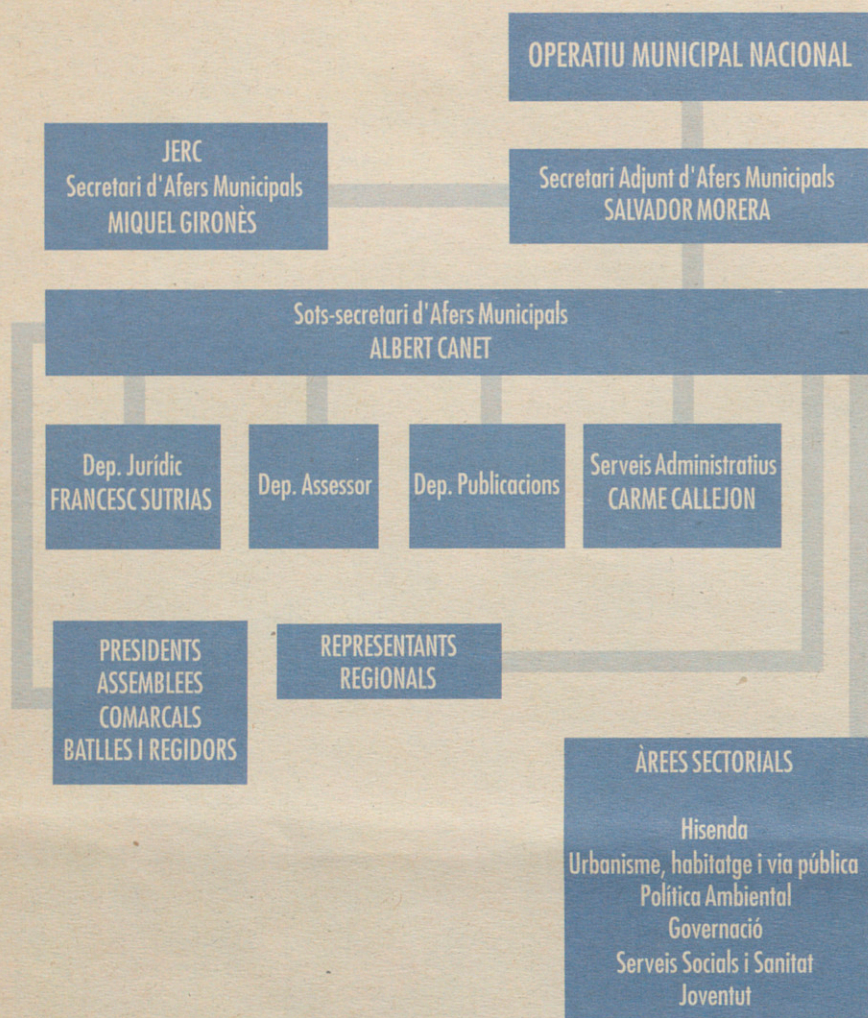 OPERATIU MUNICIPAL NACIONAL
JERC
Secretari d'Afers Municipals
MIQUEL GIRONÈS
Secretari Adjunt d'Afers Municipals
SALVADOR MORERA
Sots-secretari d'Afers Municipals
ALBERT CANET
Dep. Jurídic
FRANCESC SUTRIAS
Dep. Assessor
Dep. Publicacions
Serveis Administratius
CARME CALLEJON
PRESIDENTS
ASSEMBLEES
COMARCALS
BATLLES I REGIDORS
REPRESENTANTS
REGIONALS
ÀREES SECTORIALS
Hisenda
Urbanisme, habitatge i via pública
Política Ambiental
Governació
Serveis Socials i Sanitat
Joventut